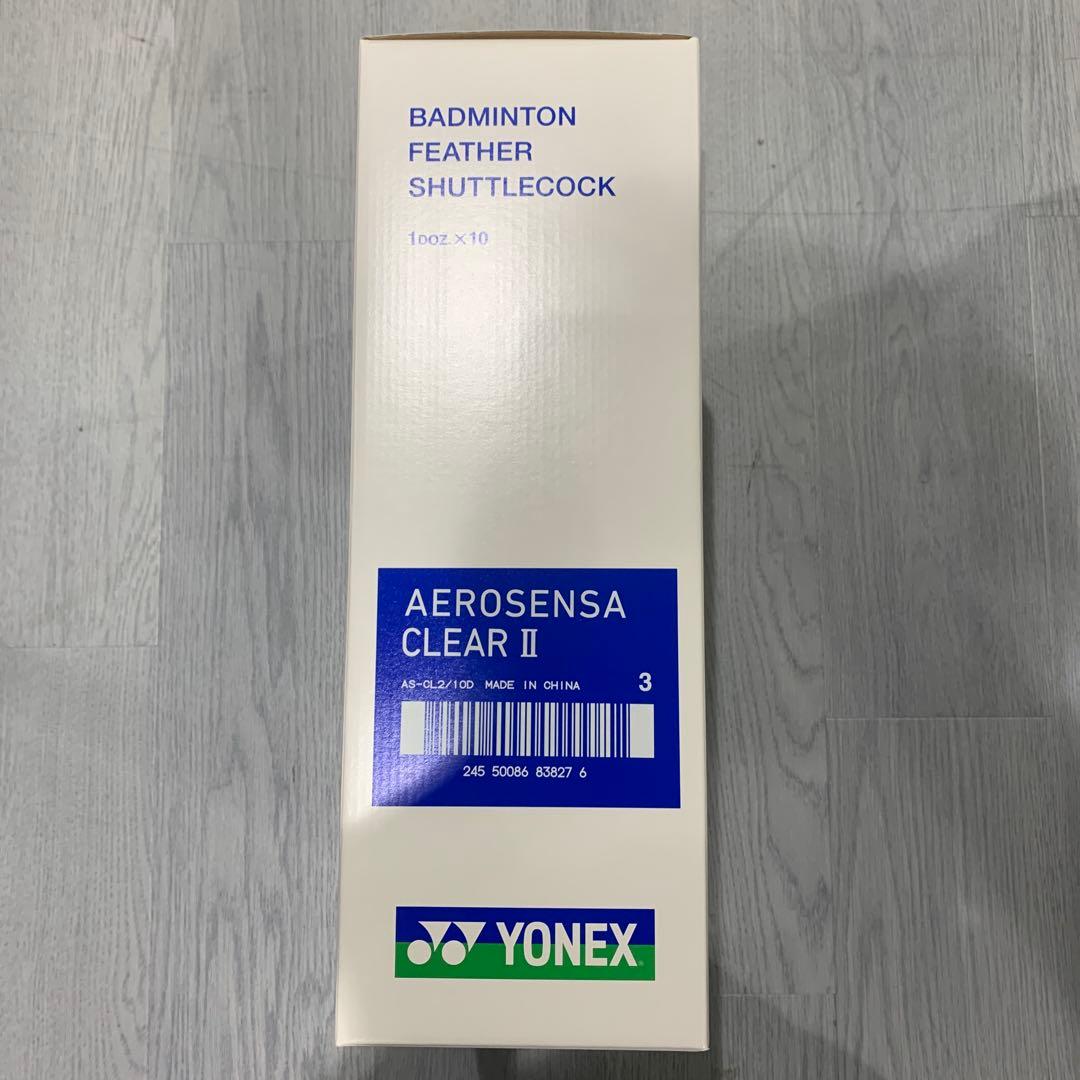 BADMINTON
FEATHER
SHUTTLECOCK
1DOZ.×10
AEROSENSA
CLEAR Ⅱ
AS-CL2/10D MADE IN CHINA 3
245 50086 83827 6
YONEX